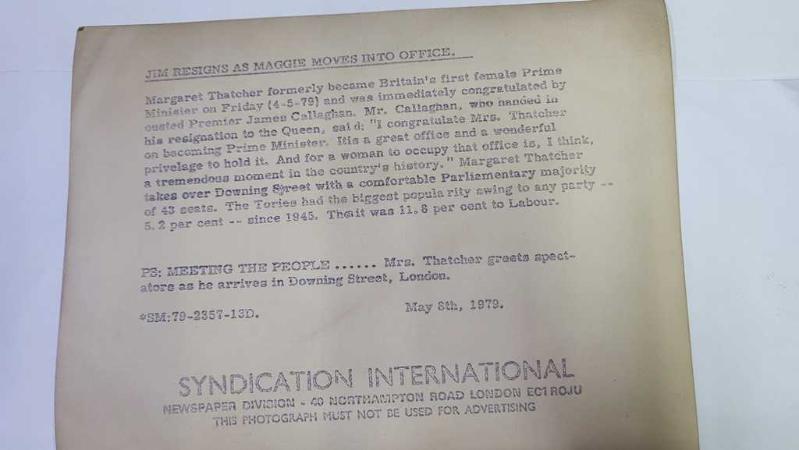 JIM RESIGNS AS MAGGIE MOVES INTO OFFICE.
Margaret Thatcher formerly became Britain's first female Prime
Minister on Friday (4-5-79) and was immediately congratulated by
ousted Premier James Callaghan. Mr. Callaghan, who handed in
his resignation to the Queen, said: "I congratulate Mrs. Thatcher
on becoming Prime Minister. Itis a great office and a wonderful
privelage to hold it. And for a woman to occupy that office is, I think,
a tremendous moment in the country's history." Margaret Thatcher
takes over Downing Street with a comfortable Parliamentary majority
of 43 seats. The Tories had the biggest popula rity swing to any party --
5.2 per cent -- since 1945. Then it was 11.8 per cent to Labour.
PS: MEETING THE PEOPLE ...... Mrs. Thatcher greets spect-
ators as he arrives in Downing Street, London.
*SM:79-2357-13D. May 8th, 1979.
SYNDICATION INTERNATIONAL
NEWSPAPER DIVISION - 40 NORTHAMPTON ROAD LONDON EC1 R0JU
THIS PHOTOGRAPH MUST NOT BE USED FOR ADVERTISING